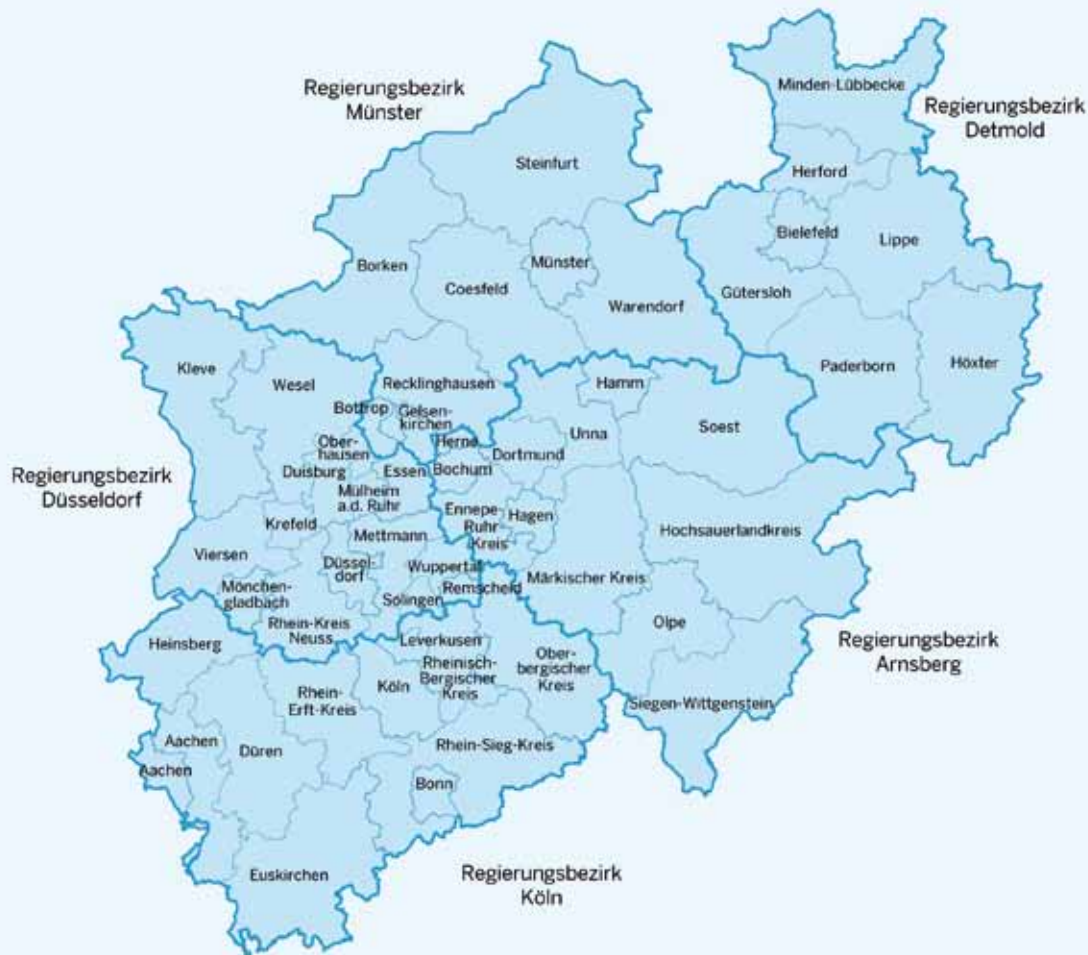 Regierungsbezirk
Münster
Minden-Lübbecke
Regierungsbezirk
Detmold
Steinfurt
Herford
Bielefeld
Lippe
Borken
Münster
Coesfeld
Gütersloh
Warendorf
Kleve
Wesel
Recklinghausen
Hamm
Paderborn
Höxter
Bottrop
Gelsen-
kirchen
Unna
Soest
Ober-
hausen
Herne
Dortmund
Duisburg
Essen
Bochum
Regierungsbezirk
Düsseldorf
Mülheim
a.d. Ruhr
Ennepe-
Ruhr-
Kreis
Hagen
Krefeld
Mettmann
Hochsauerlandkreis
Viersen
Düssel-
dorf
Wuppertal
Märkischer Kreis
Mönchen-
gladbach
Solingen
Remscheid
Rhein-Kreis
Neuss
Olpe
Heinsberg
Leverkusen
Regierungsbezirk
Arnsberg
Rhein-
Erft-Kreis
Köln
Rheinisch-
Bergischer
Kreis
Ober-
bergischer
Kreis
Siegen-Wittgenstein
Aachen
Düren
Rhein-Sieg-Kreis
Aachen
Bonn
Euskirchen
Regierungsbezirk
Köln